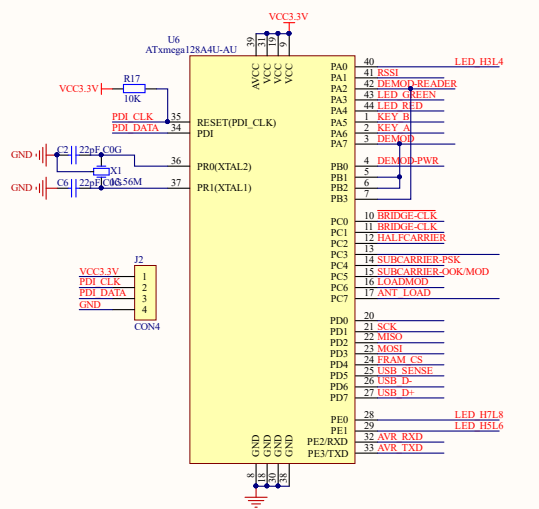 VCC3.3V
U6
ATxmega128A4U-AU
39 31 19 9
AVCC VCC VCC VCC
PA0 40 LED_H3L4
PA1 41 RSSI
PA2 42 DEMOD-READER
PA3 43 LED_GREEN
PA4 44 LED_RED
PA5 1 KEY_B
PA6 2 KEY_A
PA7 3 DEMOD
PB0 4 DEMOD-PWR
PB1 5
PB2 6
PB3 7
PC0 10 BRIDGE-CLK
PC1 11 BRIDGE-CLK
PC2 12 HALFCARRIER
PC3 13
PC4 14 SUBCARRIER-PSK
PC5 15 SUBCARRIER-OOK/MOD
PC6 16 LOADMOD
PC7 17 ANT_LOAD
PD0 20
PD1 21 SCK
PD2 22 MISO
PD3 23 MOSI
PD4 24 FRAM_CS
PD5 25 USB_SENSE
PD6 26 USB_D-
PD7 27 USB_D+
PE0 28 LED_H7L8
PE1 29 LED_H5L6
PE2/RXD 32 AVR_RXD
PE3/TXD 33 AVR_TXD
R17
VCC3.3V
10K
PDI_CLK 35 RESET(PDI_CLK)
PDI_DATA 34 PDI
C2 22pF C0G
GND
36 PR0(XTAL2)
X1
.56M
GND
C6 22pF
37 PR1(XTAL1)
J2
VCC3.3V 1
PDI_CLK 2
PDI_DATA 3
GND 4
CON4
GND GND GND GND
8 18 30 38